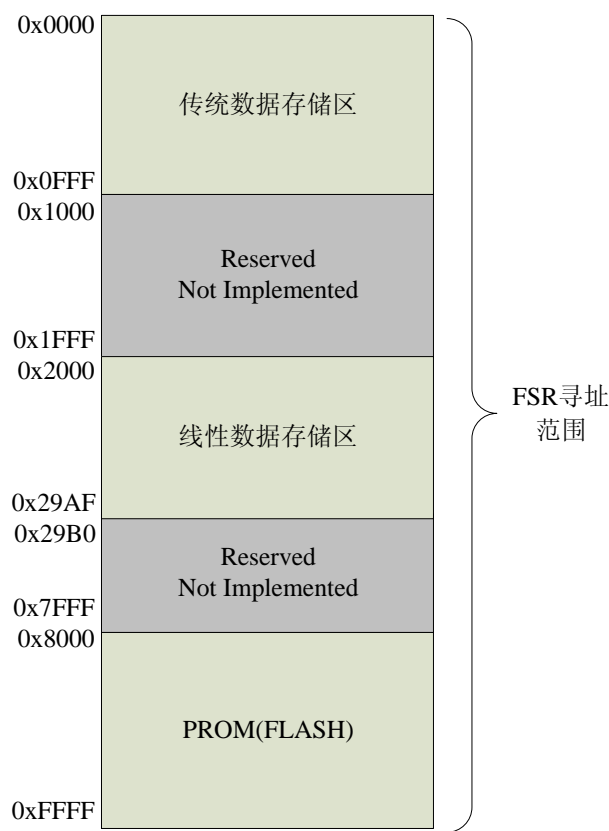 0x0000
传统数据存储区
0x0FFF
0x1000
Reserved
Not Implemented
0x1FFF
0x2000
线性数据存储区
0x29AF
0x29B0
Reserved
Not Implemented
0x7FFF
0x8000
PROM(FLASH)
0xFFFF
FSR寻址
范围